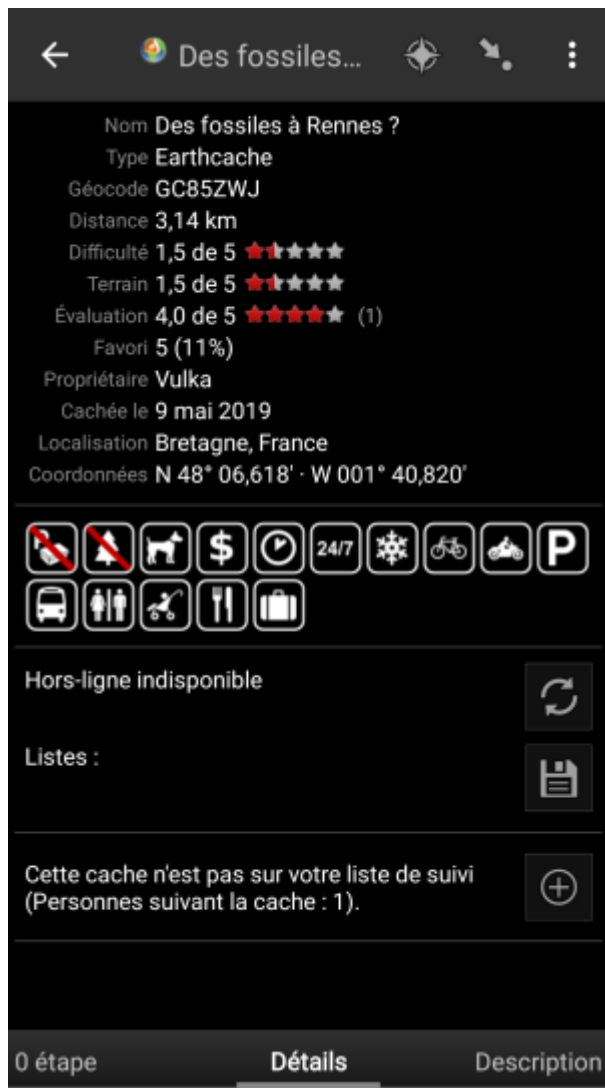 Des fossiles...
Nom Des fossiles à Rennes ?
Type Earthcache
Géocode GC85ZWJ
Distance 3,14 km
Difficulté 1,5 de 5
Terrain 1,5 de 5
Évaluation 4,0 de 5 (1)
Favori 5 (11%)
Propriétaire Vulka
Cachée le 9 mai 2019
Localisation Bretagne, France
Coordonnées N 48° 06,618' · W 001° 40,820'
$ 24/7 P
Hors-ligne indisponible
Listes :
Cette cache n'est pas sur votre liste de suivi
(Personnes suivant la cache : 1).
0 étape Détails Description